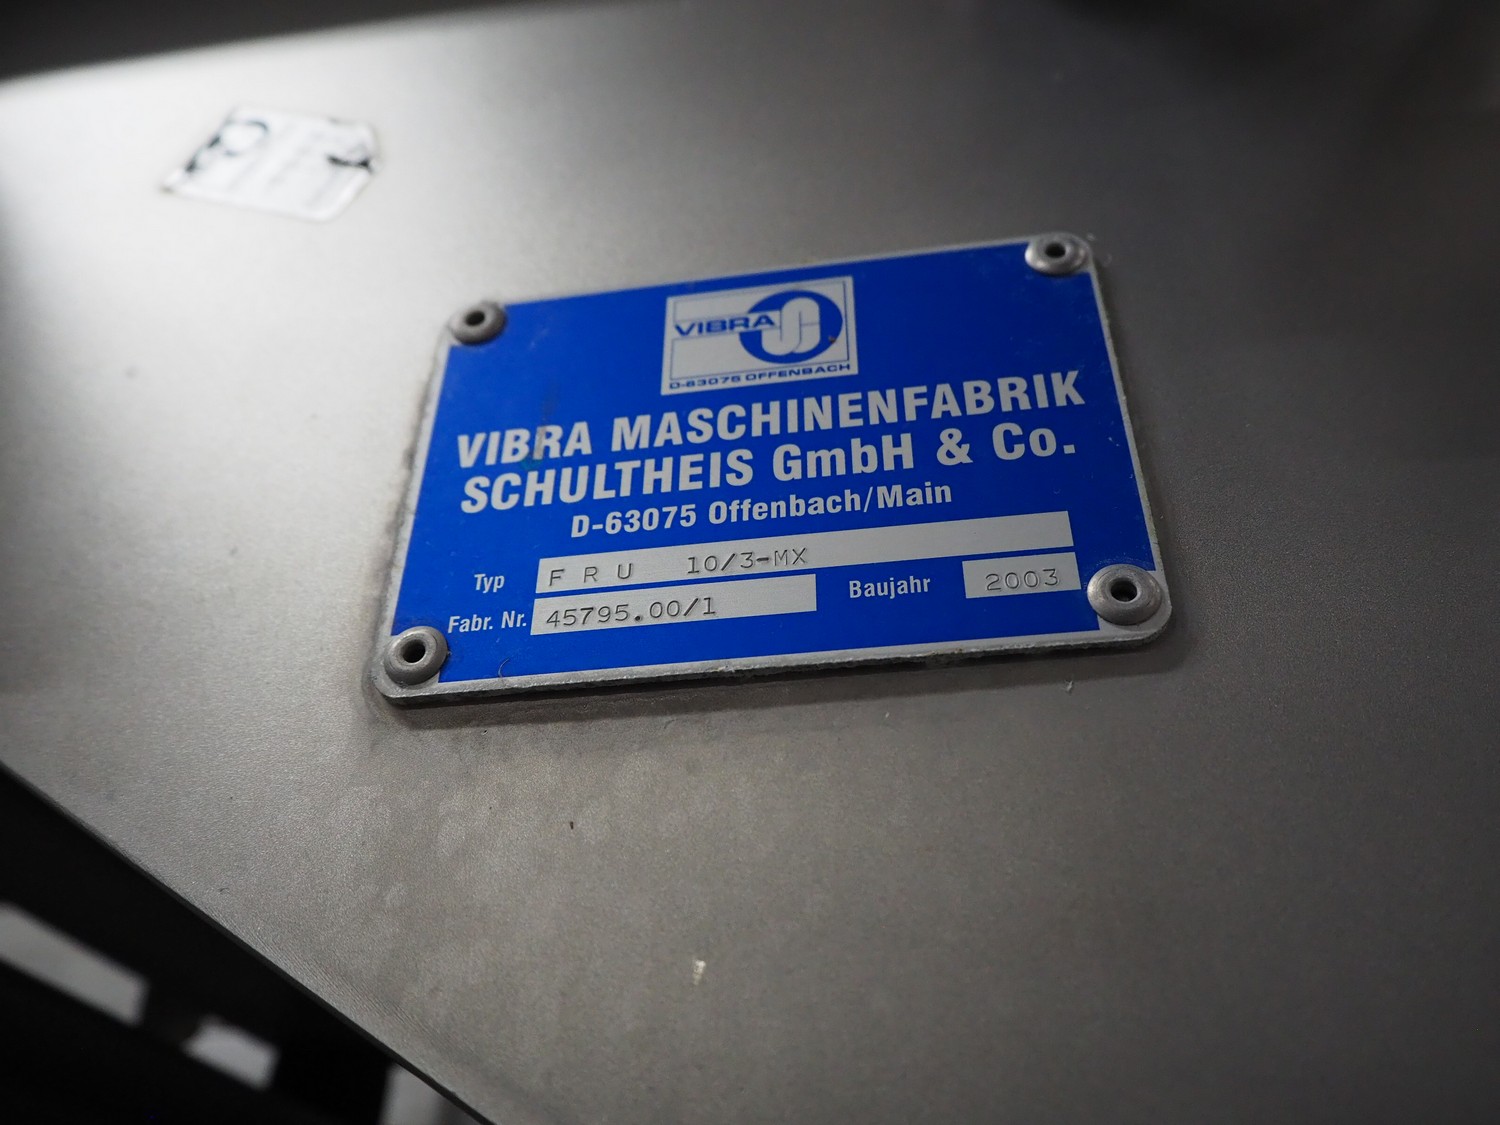 VIBRA
D-63075 OFFENBACH
VIBRA MASCHINENFABRIK
SCHULTHEIS GmbH & Co.
D-63075 Offenbach/Main
Typ FRU 10/3-MX
Fabr. Nr. 45795.00/1 Baujahr 2003